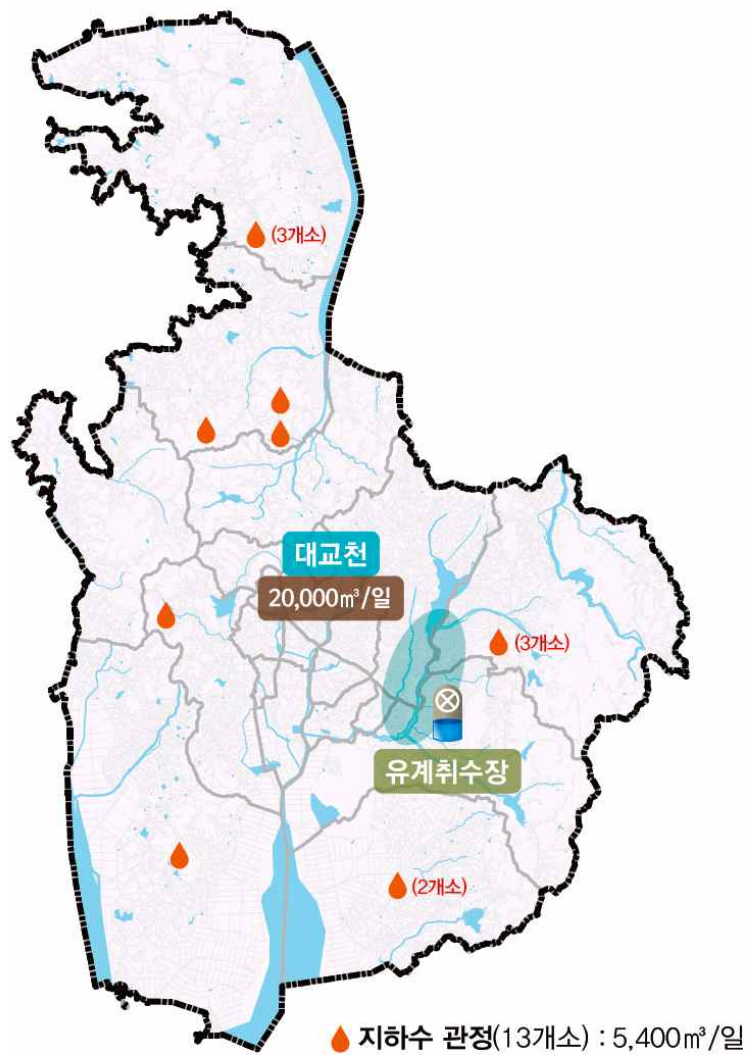 (3개소)
대교천
20,000㎥/일
(3개소)
유계취수장
(2개소)
지하수 관정(13개소) : 5,400㎥/일